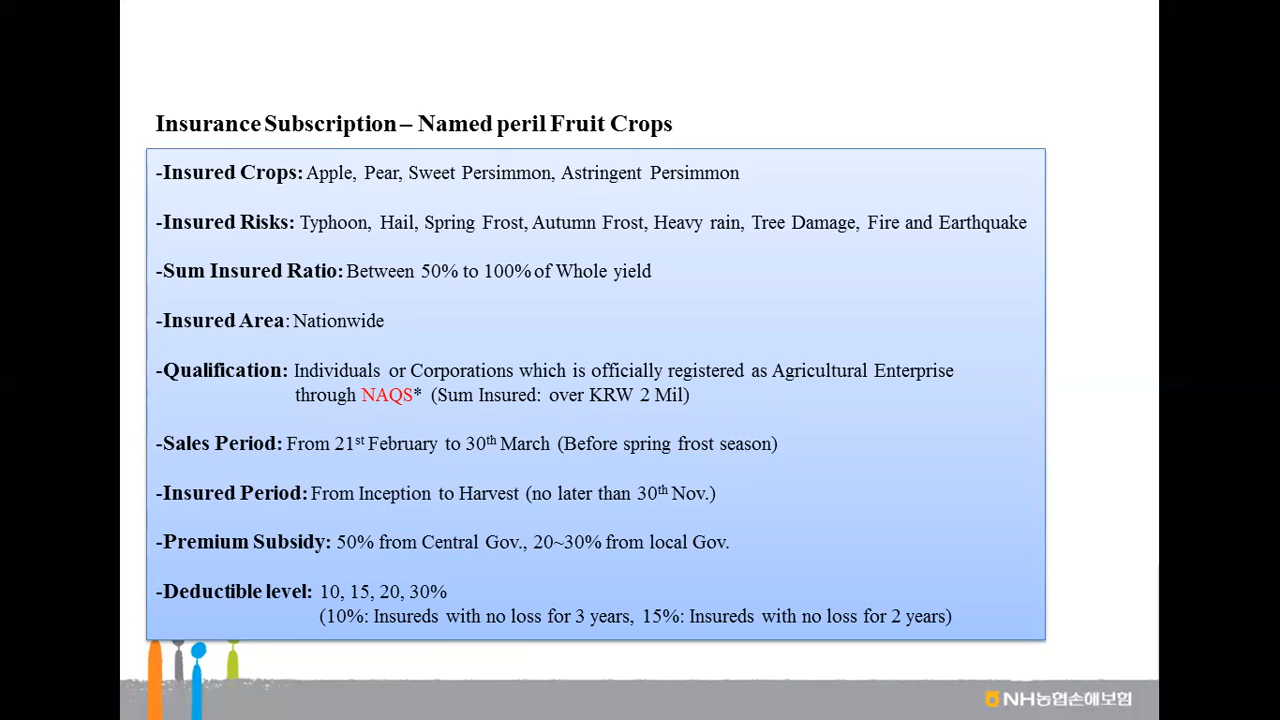 Insurance Subscription – Named peril Fruit Crops
-Insured Crops: Apple, Pear, Sweet Persimmon, Astringent Persimmon
-Insured Risks: Typhoon, Hail, Spring Frost, Autumn Frost, Heavy rain, Tree Damage, Fire and Earthquake
-Sum Insured Ratio: Between 50% to 100% of Whole yield
-Insured Area: Nationwide
-Qualification: Individuals or Corporations which is officially registered as Agricultural Enterprise
through NAQS* (Sum Insured: over KRW 2 Mil)
-Sales Period: From 21st February to 30th March (Before spring frost season)
-Insured Period: From Inception to Harvest (no later than 30th Nov.)
-Premium Subsidy: 50% from Central Gov., 20~30% from local Gov.
-Deductible level: 10, 15, 20, 30%
(10%: Insureds with no loss for 3 years, 15%: Insureds with no loss for 2 years)
NH농협손해보험